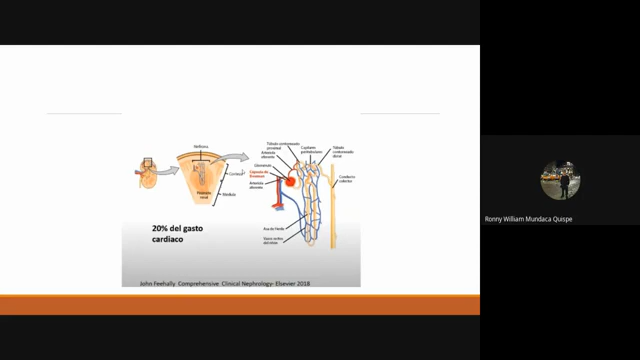 Nefrona
Corteza
Médula
Pirámide
renal
Túbulo contorneado
proximal
Arteriola
eferente
Glomérulo
Cápsula de
Bowman
Arteriola
aferente
Capilares
peritubulares
Túbulo
contorneado
distal
Conducto
colector
Asa de Henle
Vasos rectos
20% del gasto
cardiaco
John Feehally. Comprehensive Clinical Nephrology- Elsevier 2018
Ronny William Mundaca Quispe